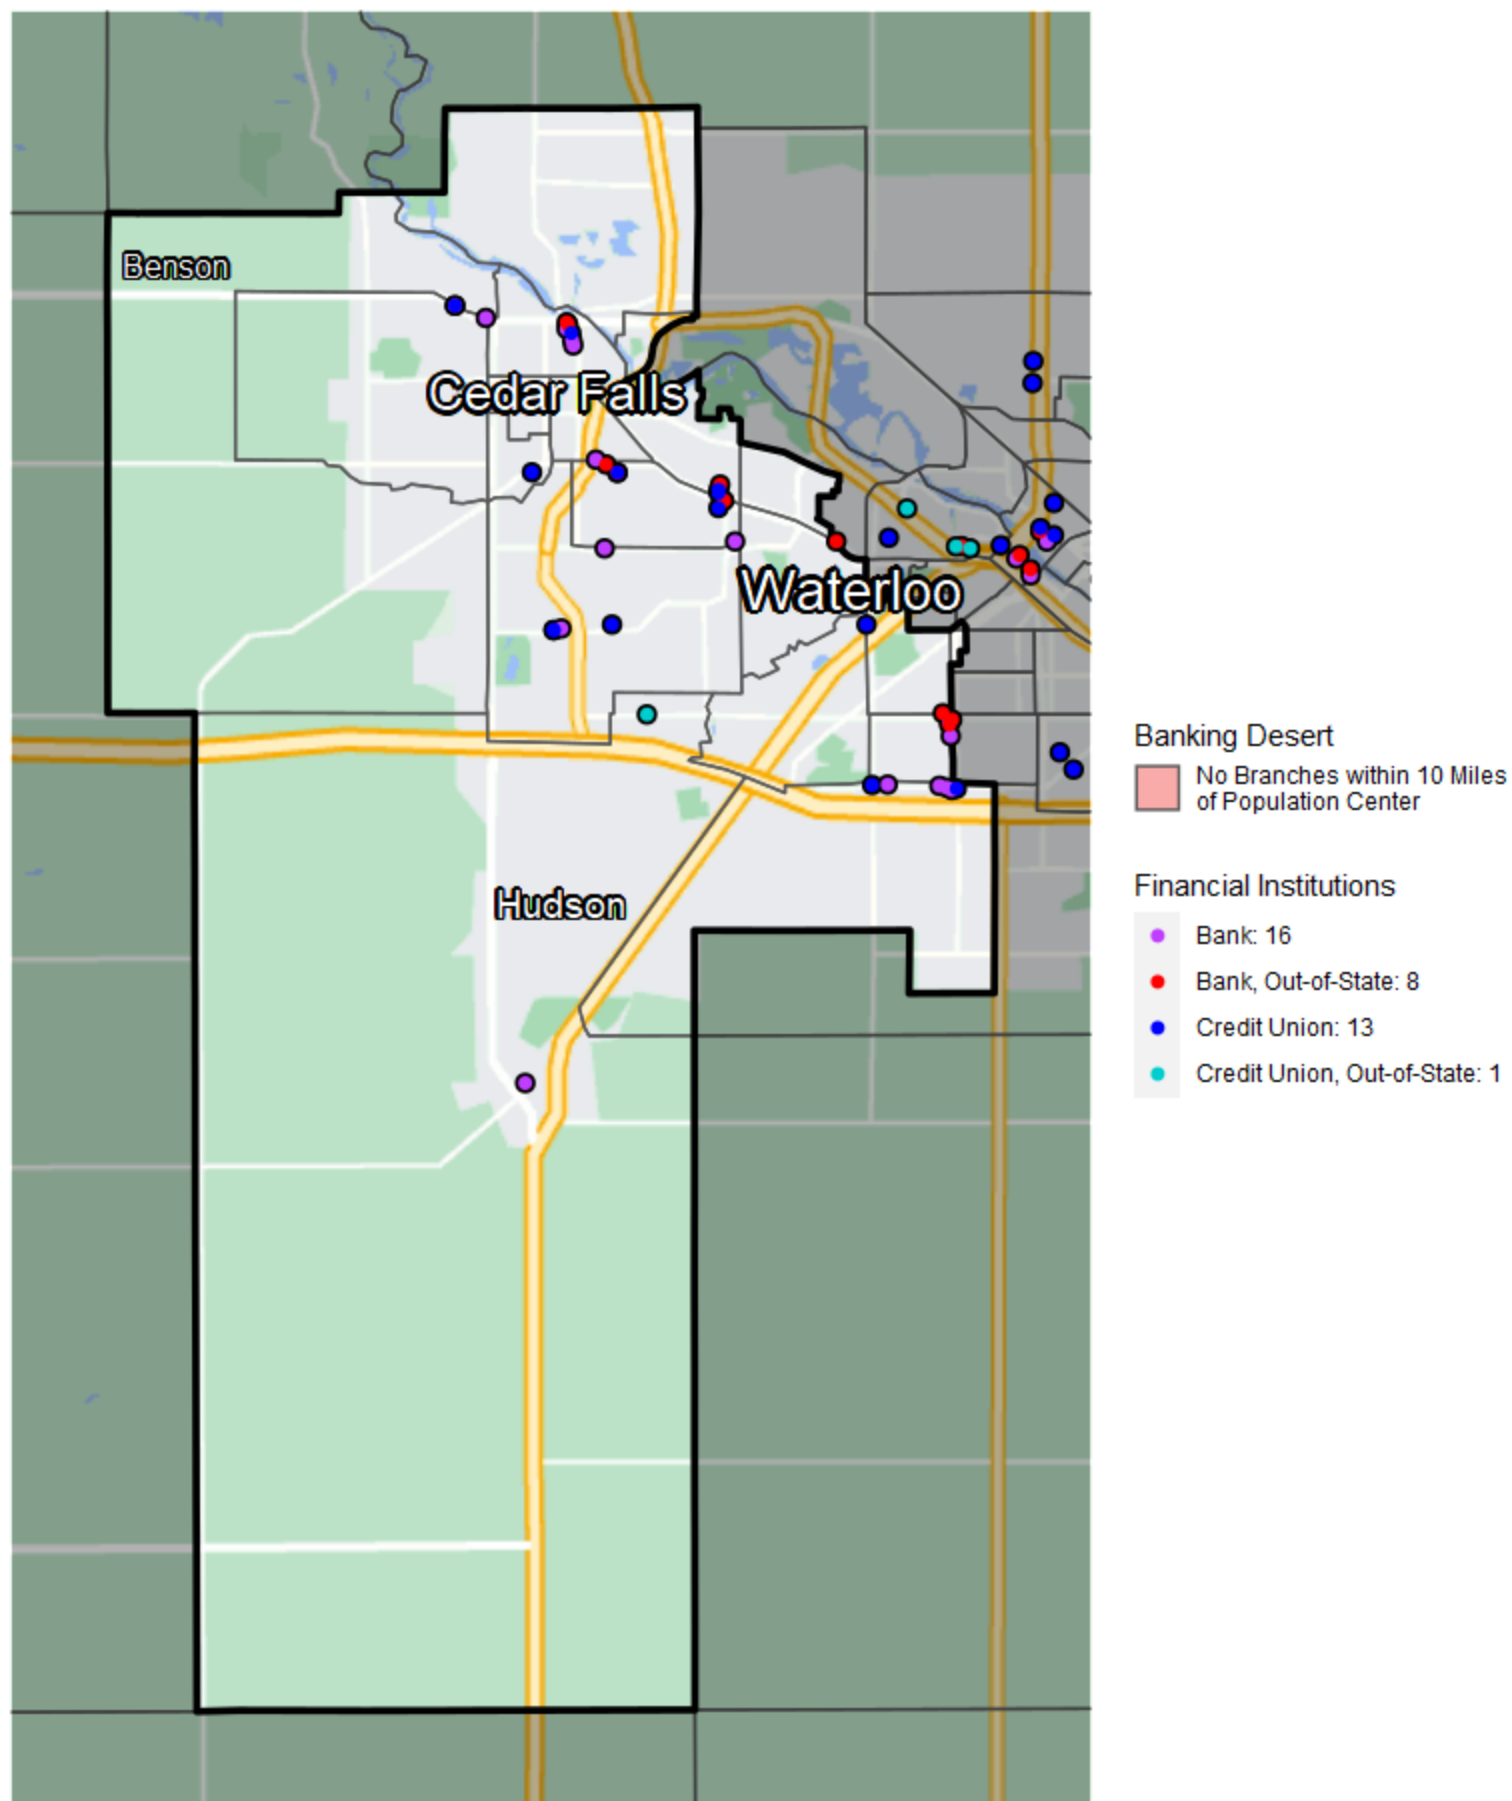 Benson
Cedar Falls
Waterloo
Hudson
Banking Desert
No Branches within 10 Miles
of Population Center
Financial Institutions
Bank: 16
Bank, Out-of-State: 8
Credit Union: 13
Credit Union, Out-of-State: 1